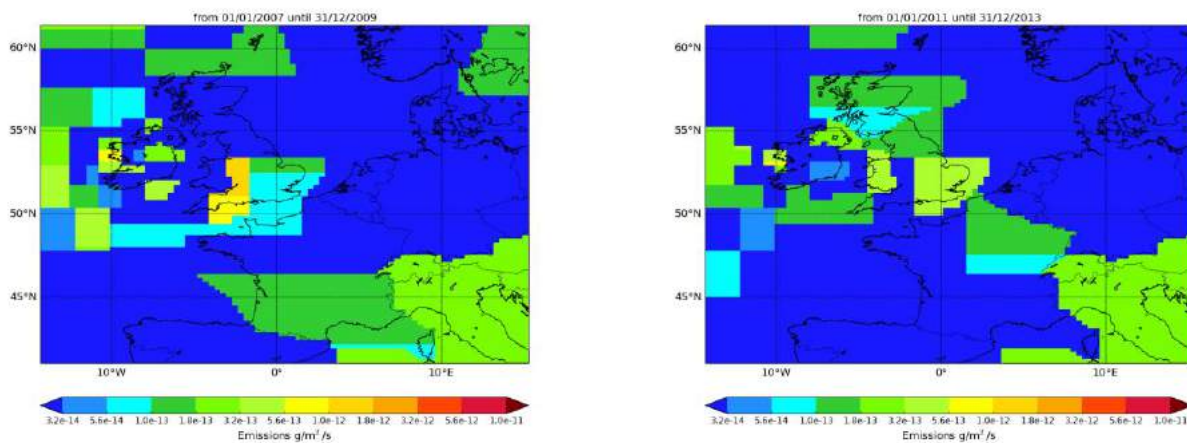 from 01/01/2007 until 31/12/2009
60°N
55°N
50°N
45°N
10°W 0° 10°E
3.2e-14 5.6e-14 1.0e-13 1.8e-13 3.2e-13 5.6e-13 1.0e-12 1.8e-12 3.2e-12 5.6e-12 1.0e-11
Emissions g/m²/s
from 01/01/2011 until 31/12/2013
60°N
55°N
50°N
45°N
10°W 0° 10°E
3.2e-14 5.6e-14 1.0e-13 1.8e-13 3.2e-13 5.6e-13 1.0e-12 1.8e-12 3.2e-12 5.6e-12 1.0e-11
Emissions g/m²/s